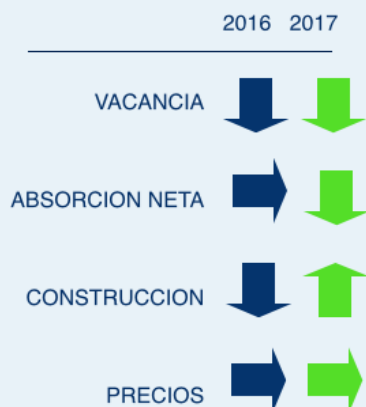 2016 2017
VACANCIA
ABSORCION NETA
CONSTRUCCION
PRECIOS